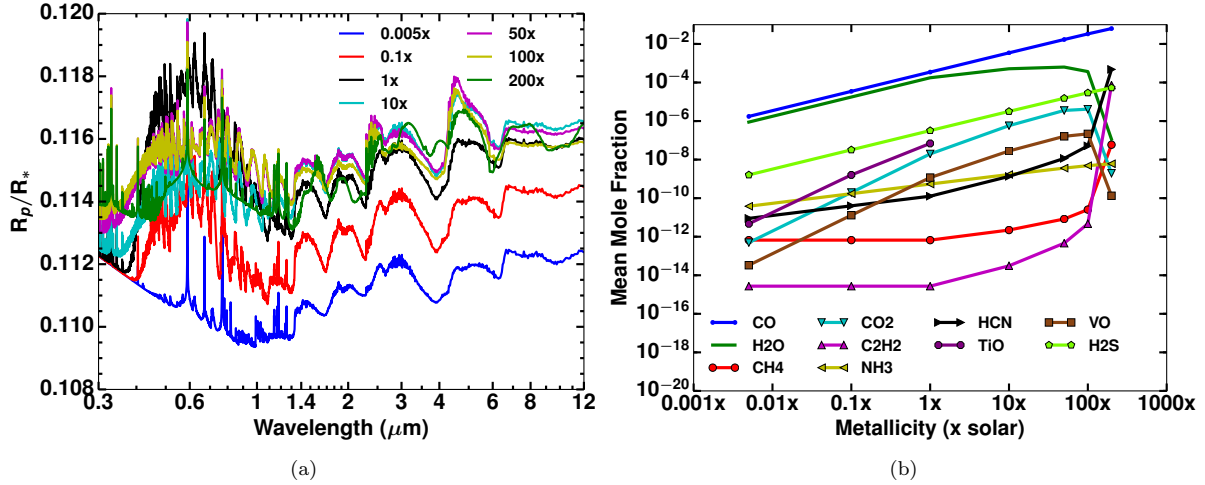 0.120
0.118
0.116
0.114
0.112
0.110
0.108
R_p/R_*
0.005x
0.1x
1x
10x
50x
100x
200x
0.3 0.6 1 1.4 2 3 4 6 8 12
Wavelength (μm)
(a)
10^-2
10^-4
10^-6
10^-8
10^-10
10^-12
10^-14
10^-16
10^-18
10^-20
Mean Mole Fraction
CO
H2O
CH4
CO2
C2H2
NH3
HCN
TiO
VO
H2S
0.001x 0.01x 0.1x 1x 10x 100x 1000x
Metallicity (x solar)
(b)